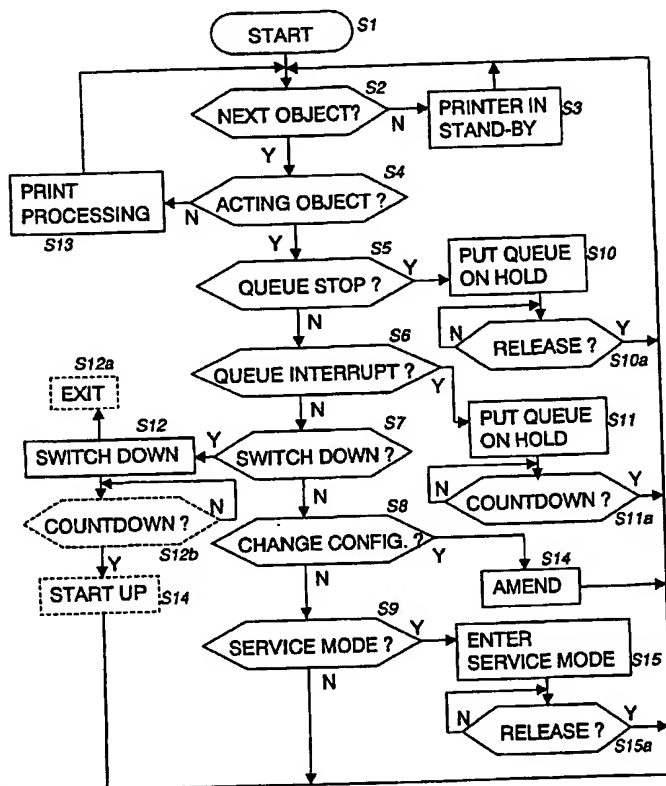 START
S1
NEXT OBJECT?
S2
N
PRINTER IN
STAND-BY
S3
Y
ACTING OBJECT ?
S4
N
PRINT
PROCESSING
S13
Y
QUEUE STOP ?
S5
Y
PUT QUEUE
ON HOLD
S10
N
RELEASE ?
Y
S10a
N
QUEUE INTERRUPT ?
S6
Y
PUT QUEUE
ON HOLD
S11
N
COUNTDOWN ?
Y
S11a
N
SWITCH DOWN ?
S7
Y
SWITCH DOWN
S12
EXIT
S12a
COUNTDOWN ?
N
S12b
Y
START UP
S14
N
CHANGE CONFIG. ?
S8
Y
AMEND
S14
N
SERVICE MODE ?
S9
Y
ENTER
SERVICE MODE
S15
N
RELEASE ?
Y
S15a
N